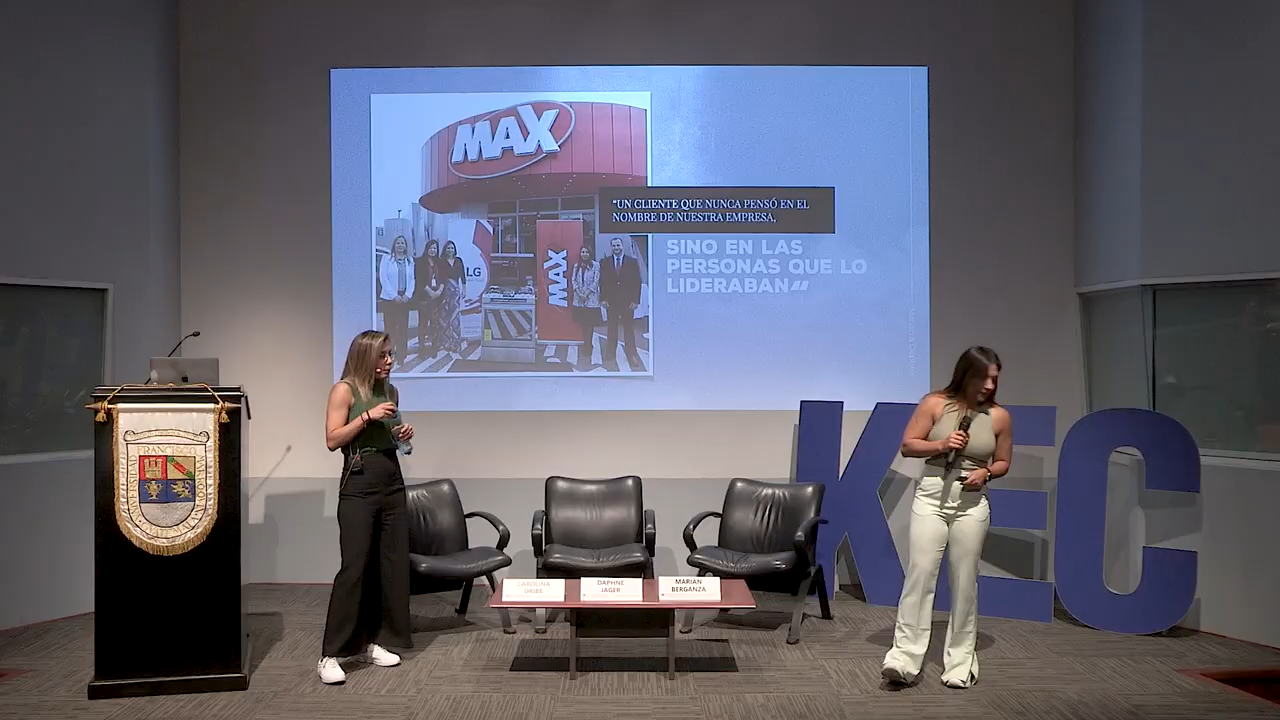 MAX
"UN CLIENTE QUE NUNCA PENSÓ EN EL
NOMBRE DE NUESTRA EMPRESA,
SINO EN LAS
PERSONAS QUE LO
LIDERABAN"
MAX
LG
FRANCISCO
CAROLINA
DAPHNE
JAGER
MARIAN
BERGANZA
KEC